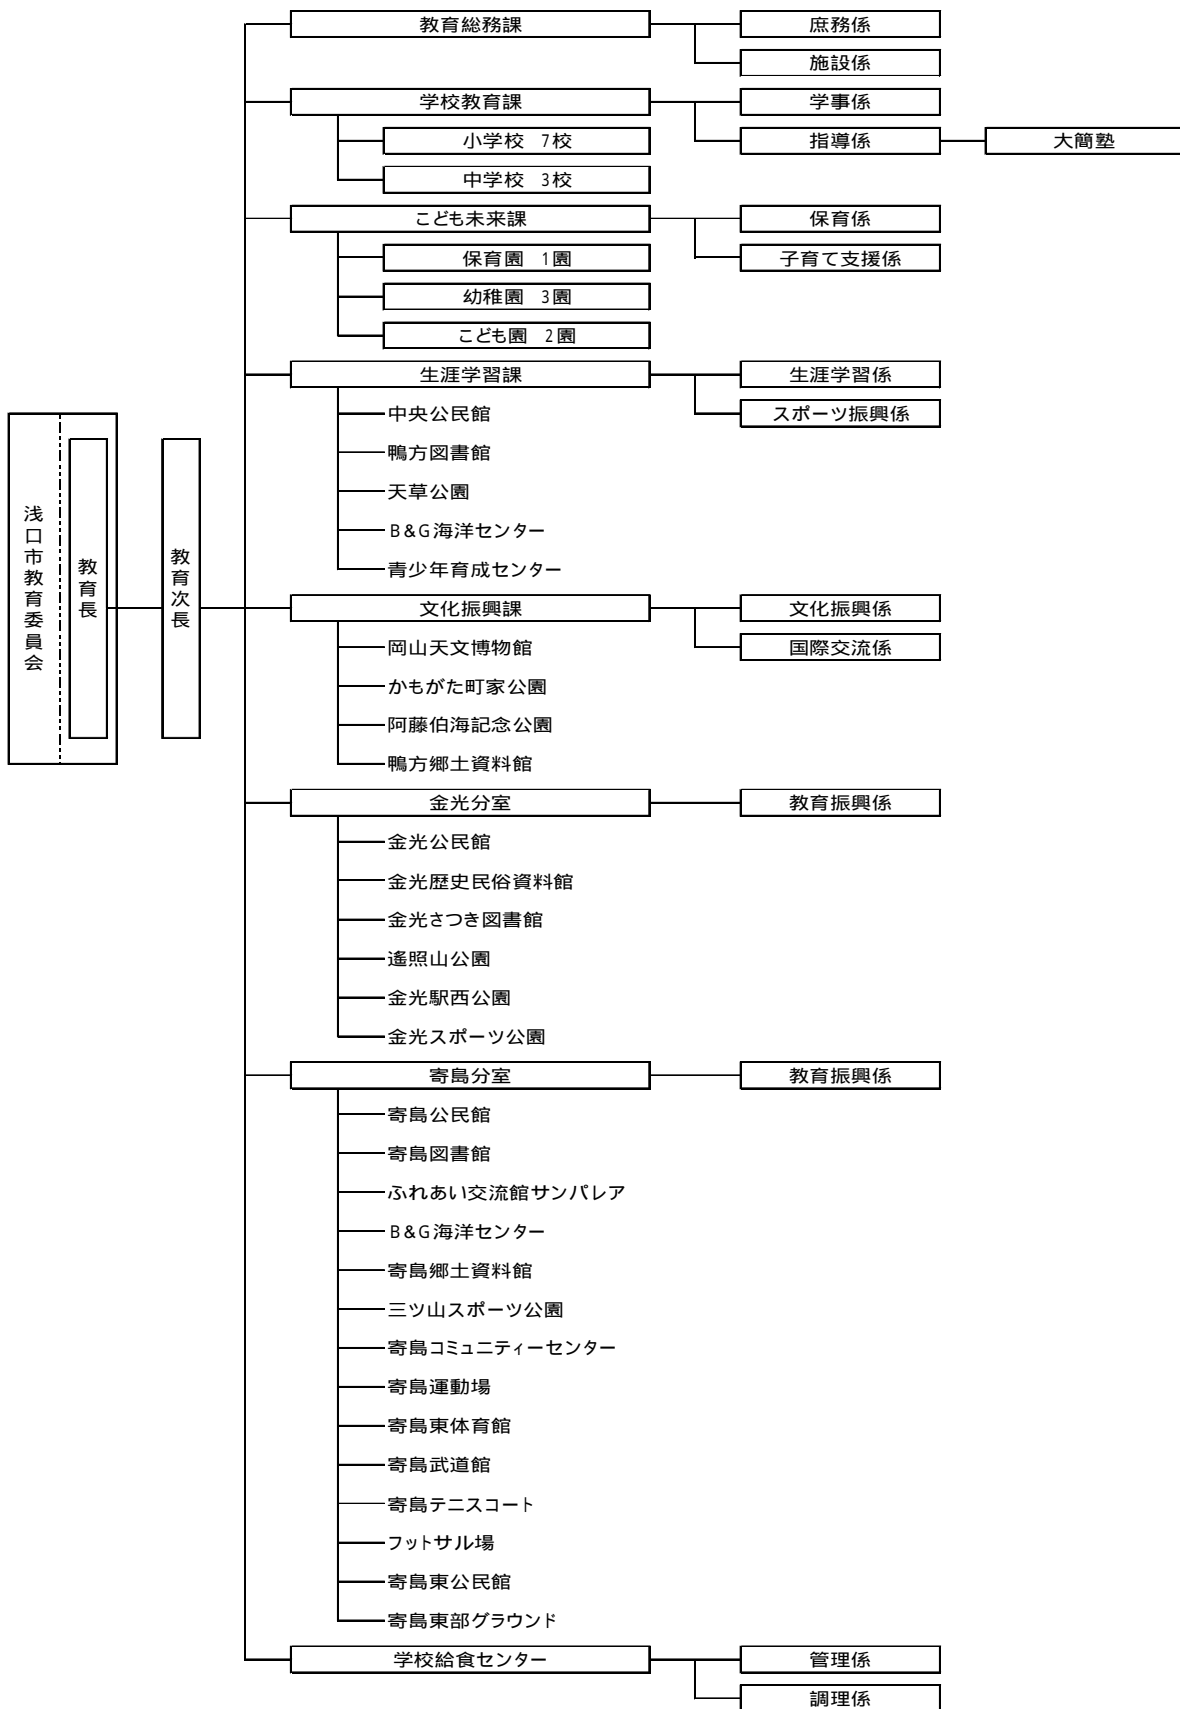 教育総務課
庶務係
施設係
学校教育課
学事係
小学校 7校
指導係
大簡塾
中学校 3校
こども未来課
保育係
保育園 1園
子育て支援係
幼稚園 3園
こども園 2園
生涯学習課
生涯学習係
中央公民館
スポーツ振興係
鴨方図書館
天草公園
B&G海洋センター
青少年育成センター
浅口市教育委員会
教育長
教育次長
文化振興課
文化振興係
岡山天文博物館
国際交流係
かもがた町家公園
阿藤伯海記念公園
鴨方郷土資料館
金光分室
教育振興係
金光公民館
金光歴史民俗資料館
金光さつき図書館
遙照山公園
金光駅西公園
金光スポーツ公園
寄島分室
教育振興係
寄島公民館
寄島図書館
ふれあい交流館サンパレア
B&G海洋センター
寄島郷土資料館
三ツ山スポーツ公園
寄島コミュニティーセンター
寄島運動場
寄島東体育館
寄島武道館
寄島テニスコート
フットサル場
寄島東公民館
寄島東部グラウンド
学校給食センター
管理係
調理係